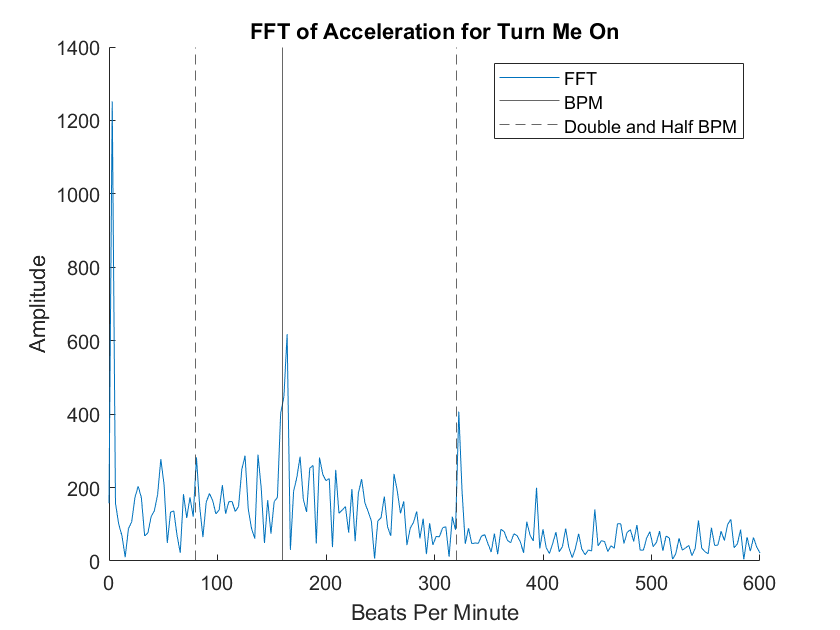 FFT of Acceleration for Turn Me On
1400
1200
1000
800
600
400
200
0
Amplitude
FFT
BPM
Double and Half BPM
0 100 200 300 400 500 600
Beats Per Minute